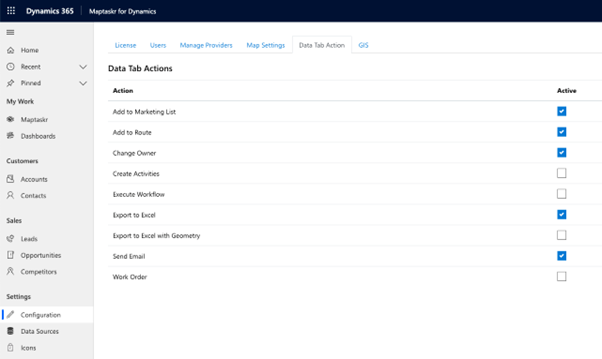 Dynamics 365 Maptaskr for Dynamics
Home
Recent
Pinned
My Work
Maptaskr
Dashboards
Customers
Accounts
Contacts
Sales
Leads
Opportunities
Competitors
Settings
Configuration
Data Sources
Icons
License Users Manage Providers Map Settings Data Tab Action GIS
Data Tab Actions
Action Active
Add to Marketing List
Add to Route
Change Owner
Create Activities
Execute Workflow
Export to Excel
Export to Excel with Geometry
Send Email
Work Order